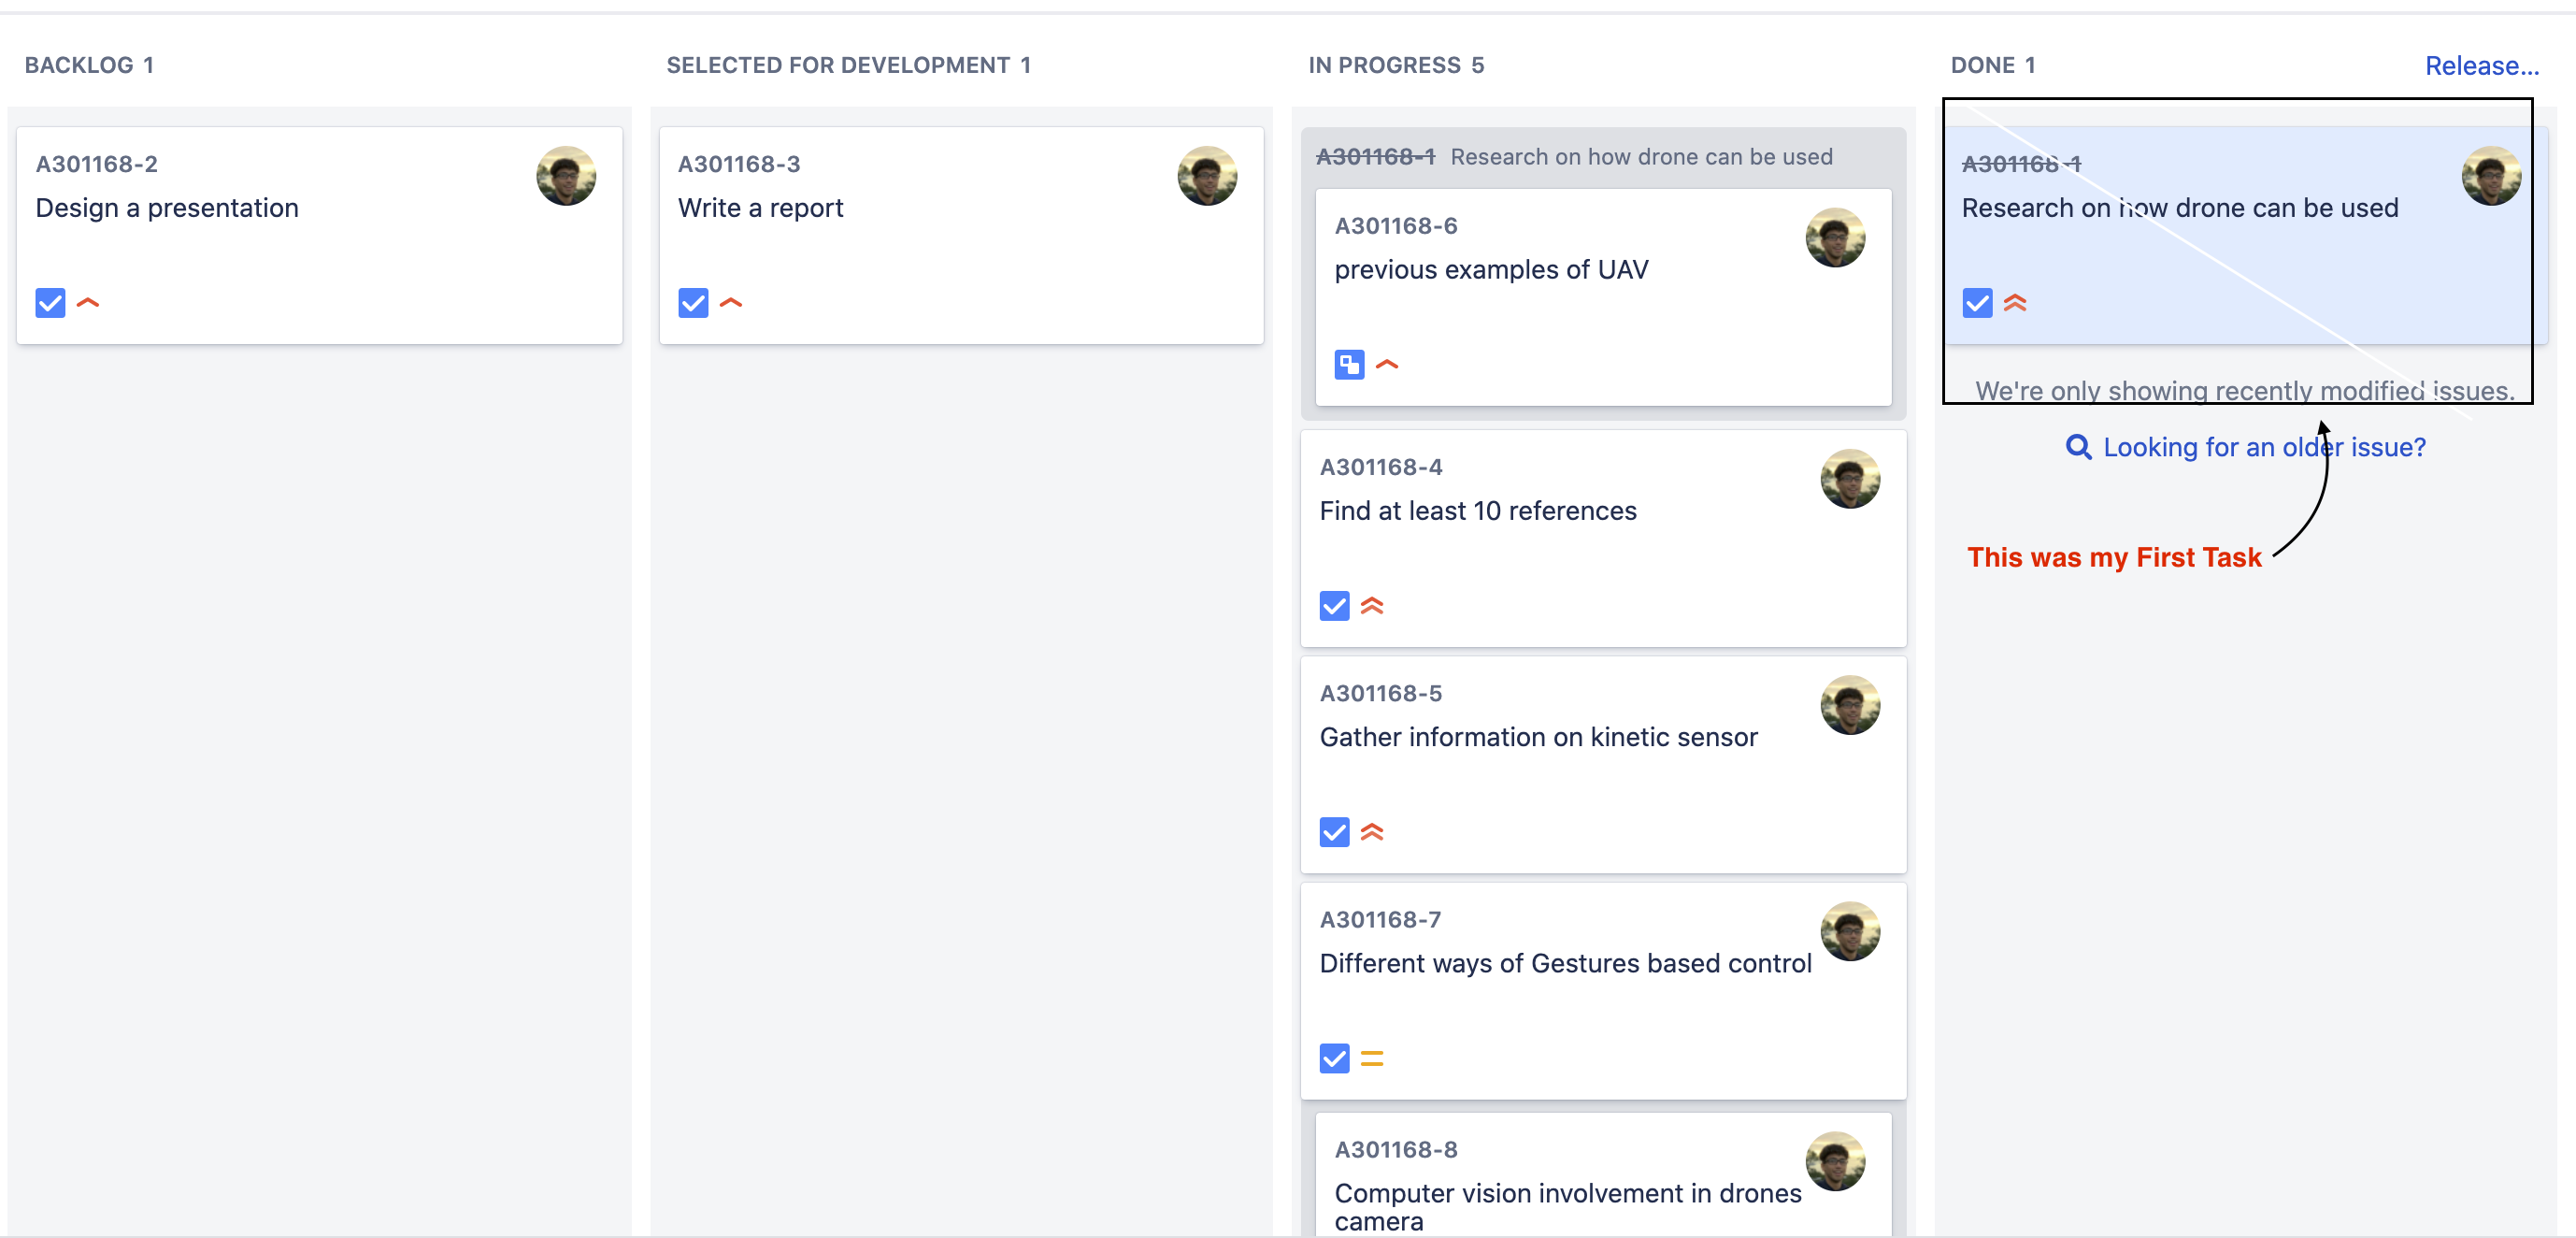 BACKLOG 1
A301168-2
Design a presentation
SELECTED FOR DEVELOPMENT 1
A301168-3
Write a report
IN PROGRESS 5
A301168-1 Research on how drone can be used
A301168-6
previous examples of UAV
A301168-4
Find at least 10 references
A301168-5
Gather information on kinetic sensor
A301168-7
Different ways of Gestures based control
A301168-8
Computer vision involvement in drones
camera
DONE 1
Release...
A301168-1
Research on how drone can be used
We're only showing recently modified issues.
Looking for an older issue?
This was my First Task